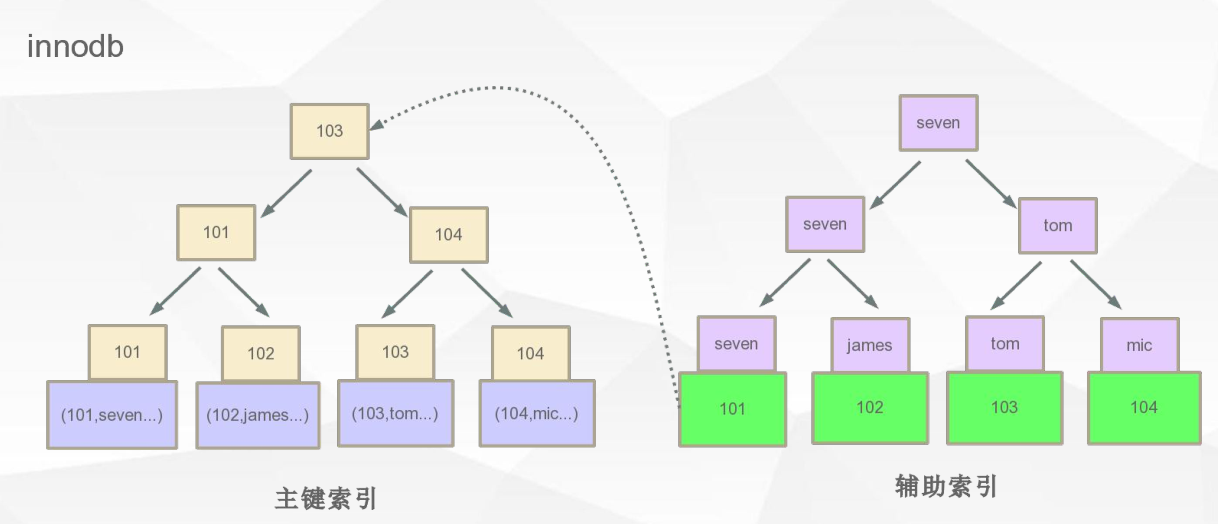 innodb
103
101
104
101
102
103
104
(101,seven...)
(102,james...)
(103,tom...)
(104,mic...)
主键索引
seven
seven
tom
seven
james
tom
mic
101
102
103
104
辅助索引